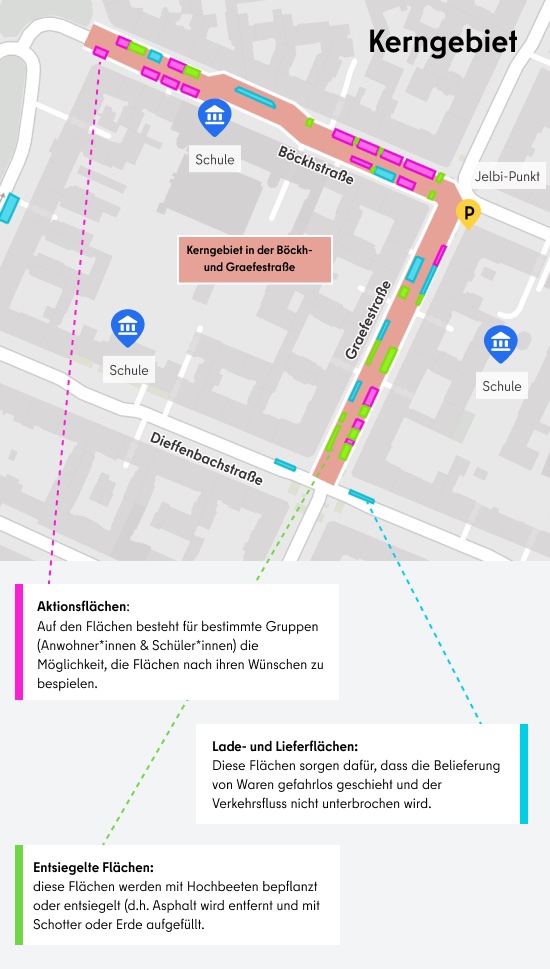 Kerngebiet
Schule
Böckhstraße
Jelbi-Punkt
P
Kerngebiet in der Böckh-
und Graefestraße
Graefestraße
Schule
Schule
Dieffenbachstraße
Aktionsflächen:
Auf den Flächen besteht für bestimmte Gruppen
(Anwohner*innen & Schüler*innen) die
Möglichkeit, die Flächen nach ihren Wünschen zu
bespielen.
Lade- und Lieferflächen:
Diese Flächen sorgen dafür, dass die Belieferung
von Waren gefahrlos geschieht und der
Verkehrsfluss nicht unterbrochen wird.
Entsiegelte Flächen:
diese Flächen werden mit Hochbeeten bepflanzt
oder entsiegelt (d.h. Asphalt wird entfernt und mit
Schotter oder Erde aufgefüllt.